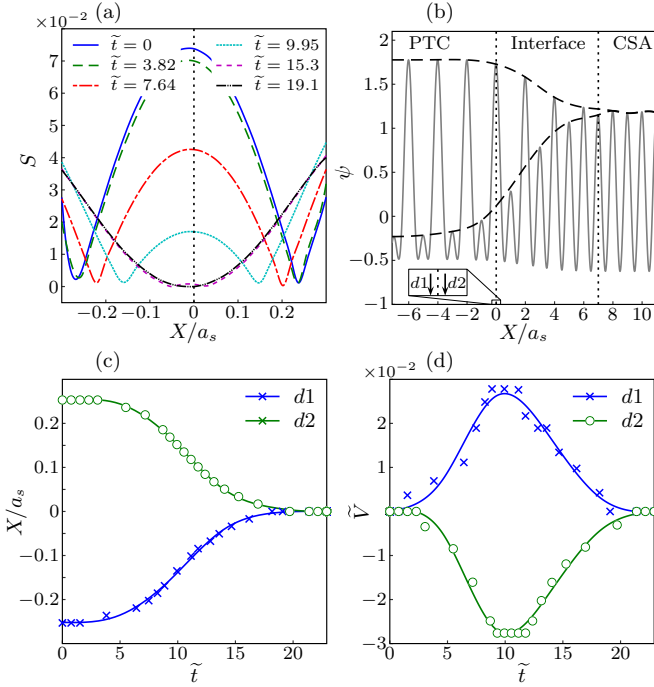 (a)
×10⁻²
t̃ = 0
t̃ = 3.82
t̃ = 7.64
t̃ = 9.95
t̃ = 15.3
t̃ = 19.1
S
7
6
5
4
3
2
1
0
−0.2 −0.1 0 0.1 0.2
X/aₛ
(b)
PTC Interface CSA
ψ
2
1.5
1
0.5
0
−0.5
−1
d1 d2
−6 −4 −2 0 2 4 6 8 10
X/aₛ
(c)
d1
d2
X/aₛ
0.2
0.1
0
−0.1
−0.2
0 5 10 15 20
t̃
(d)
×10⁻²
d1
d2
Ṽ
2
1
0
−1
−2
−3
0 5 10 15 20
t̃